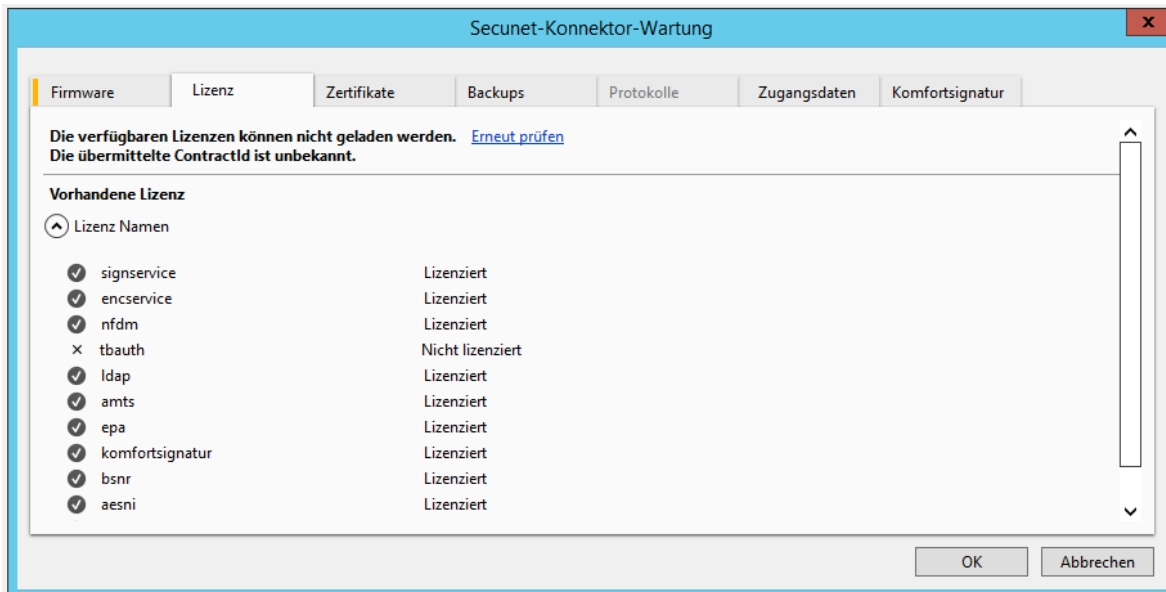 Secunet-Konnektor-Wartung
x
Firmware Lizenz Zertifikate Backups Protokolle Zugangsdaten Komfortsignatur
Die verfügbaren Lizenzen können nicht geladen werden. Erneut prüfen
Die übermittelte ContractId ist unbekannt.
Vorhandene Lizenz
Lizenz Namen
signservice Lizenziert
encservice Lizenziert
nfdm Lizenziert
tbauth Nicht lizenziert
ldap Lizenziert
amts Lizenziert
epa Lizenziert
komfortsignatur Lizenziert
bsnr Lizenziert
aesni Lizenziert
OK Abbrechen